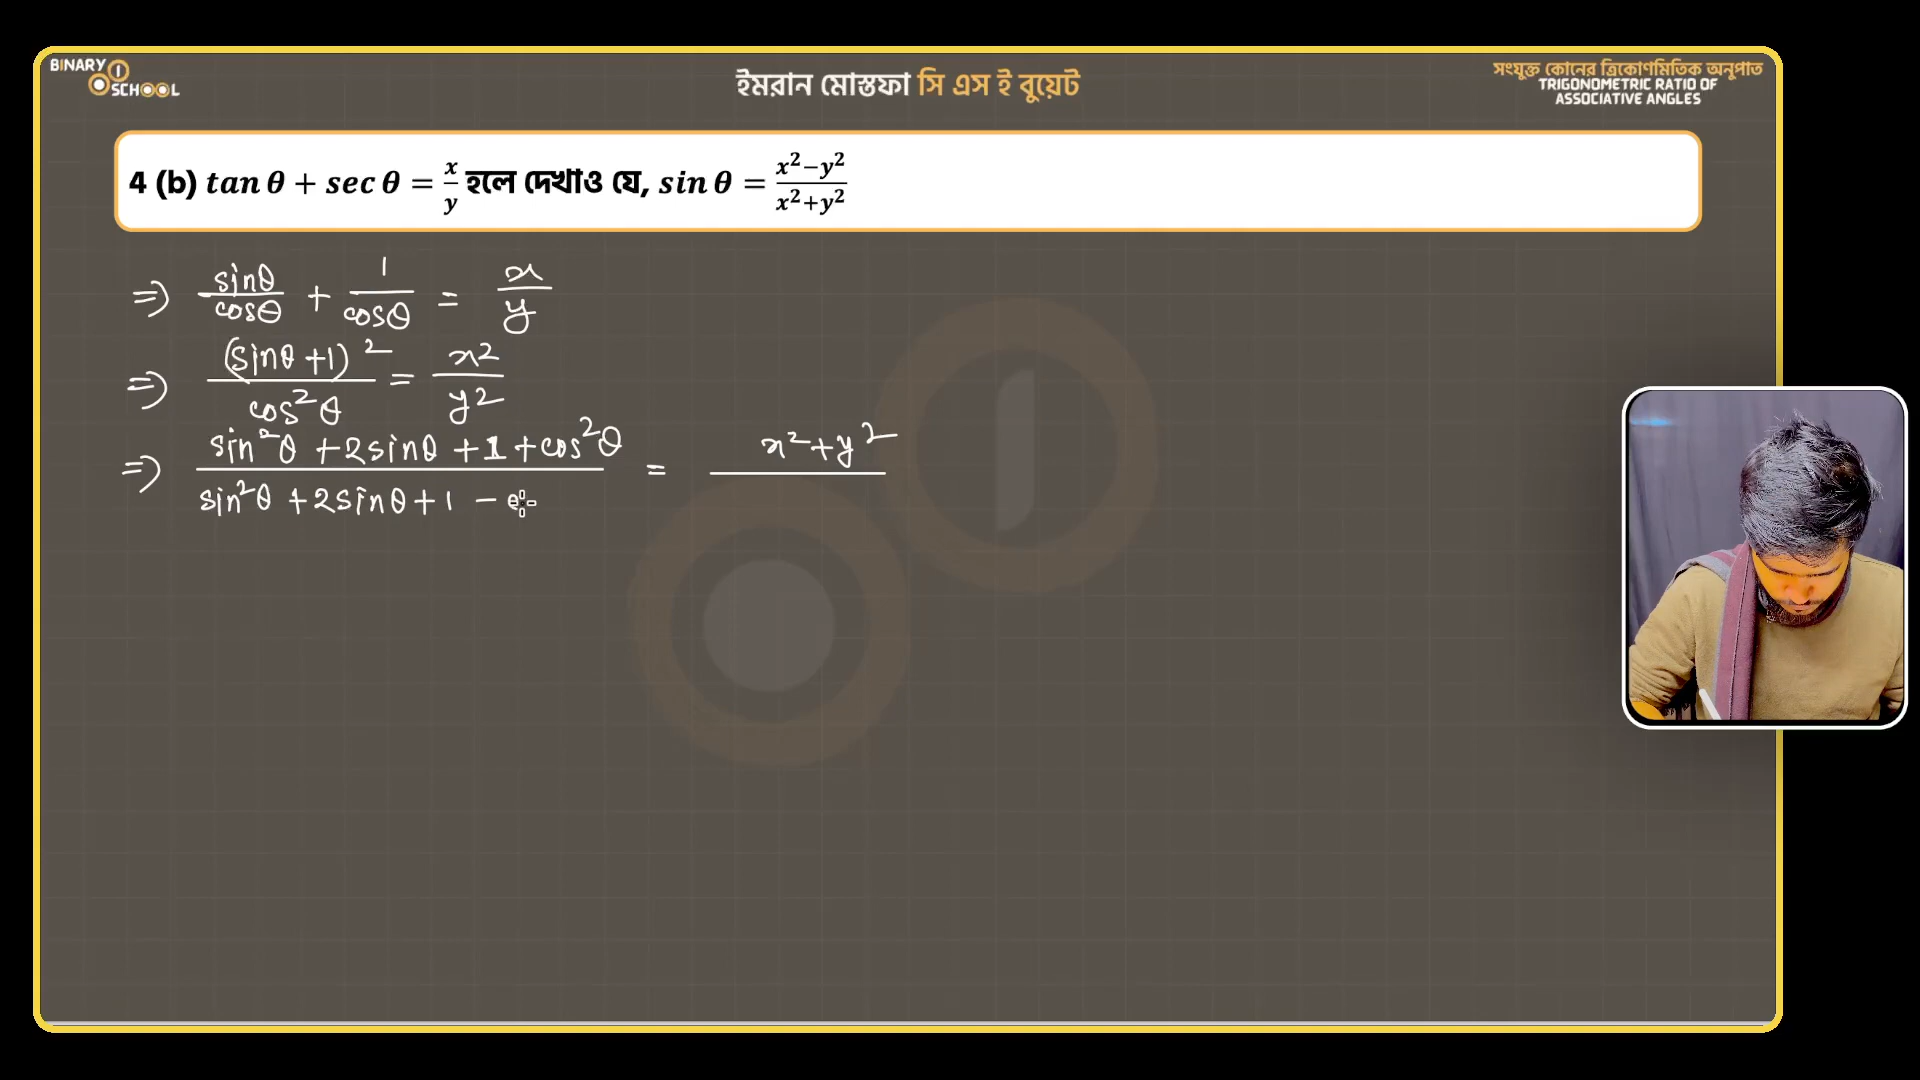 BINARY SCHOOL
ইমরান মোস্তফা সি এস ই বুয়েট
সংযুক্ত কোনের ত্রিকোণমিতিক অনুপাত
TRIGONOMETRIC RATIO OF
ASSOCIATIVE ANGLES
4 (b) tan θ + sec θ = x/y হলে দেখাও যে, sin θ = (x²−y²)/(x²+y²)
⇒ sinθ/cosθ + 1/cosθ = x/y
⇒ (sinθ +1)²/cos²θ = x²/y²
⇒ (sin²θ +2sinθ +1 +cos²θ)/(sin²θ +2sinθ +1 −c) = x²+y²